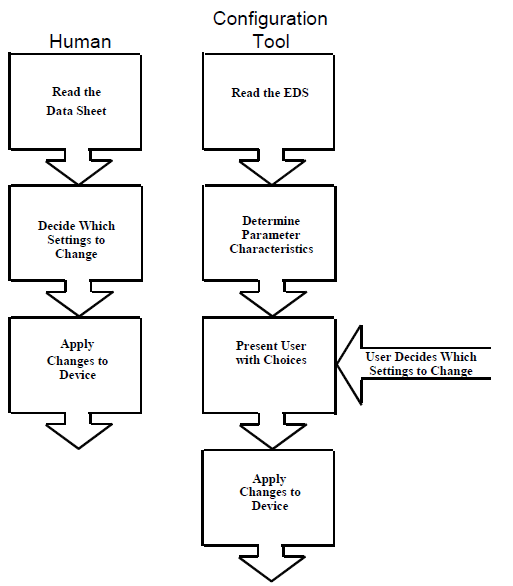 Human
Read the
Data Sheet
Decide Which
Settings to
Change
Apply
Changes to
Device
Configuration
Tool
Read the EDS
Determine
Parameter
Characteristics
Present User
with Choices
User Decides Which
Settings to Change
Apply
Changes to
Device